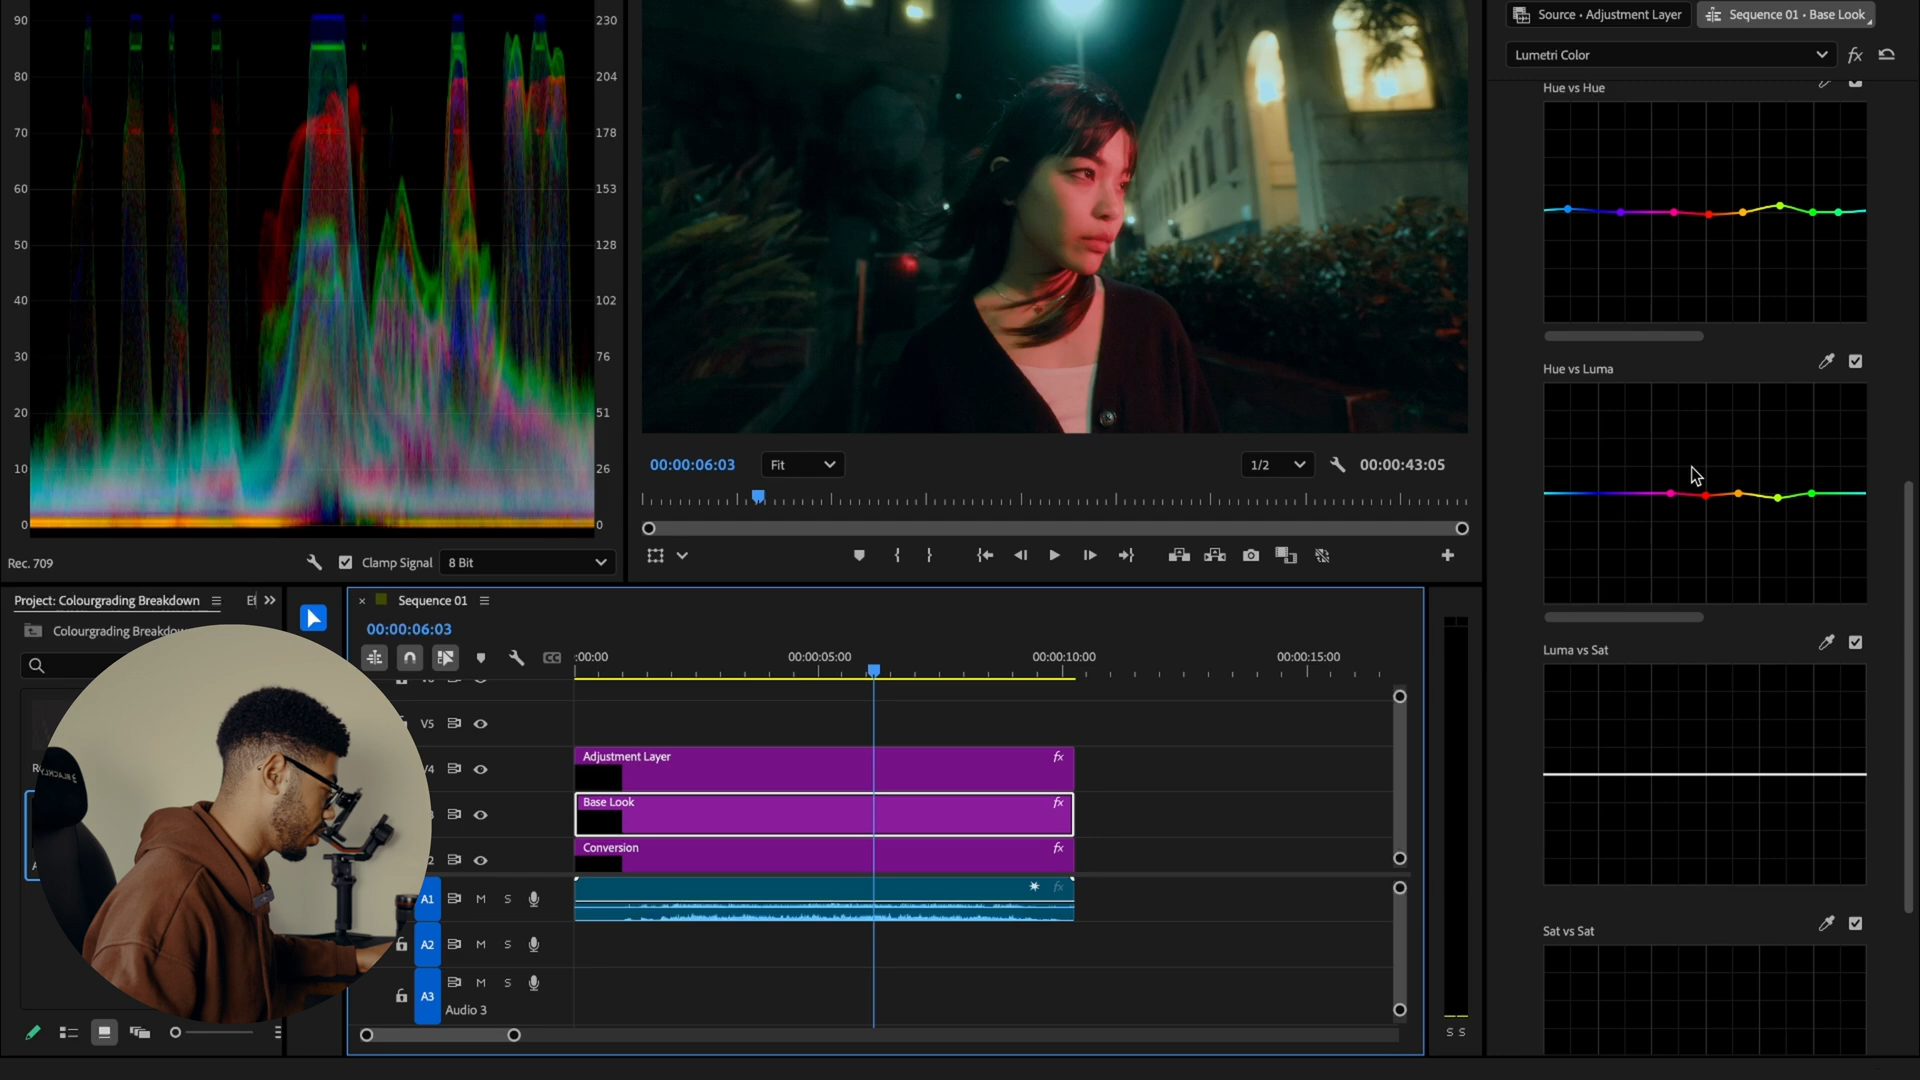 90
230
80
204
70
178
60
153
50
128
40
102
30
76
20
51
10
26
0
0
Rec. 709
Clamp Signal
8 Bit
00:00:06:03
Fit
1/2
00:00:43:05
Source • Adjustment Layer
Sequence 01 • Base Look
Lumetri Color
fx
Hue vs Hue
Hue vs Luma
Luma vs Sat
Sat vs Sat
Project: Colourgrading Breakdown
Colourgrading Breakdow
Sequence 01
00:00:06:03
CC
:00:00
00:00:05:00
00:00:10:00
00:00:15:00
V5
Adjustment Layer
fx
Base Look
fx
Conversion
fx
fx
A1
M
S
A2
M
S
A3
M
S
Audio 3
S S